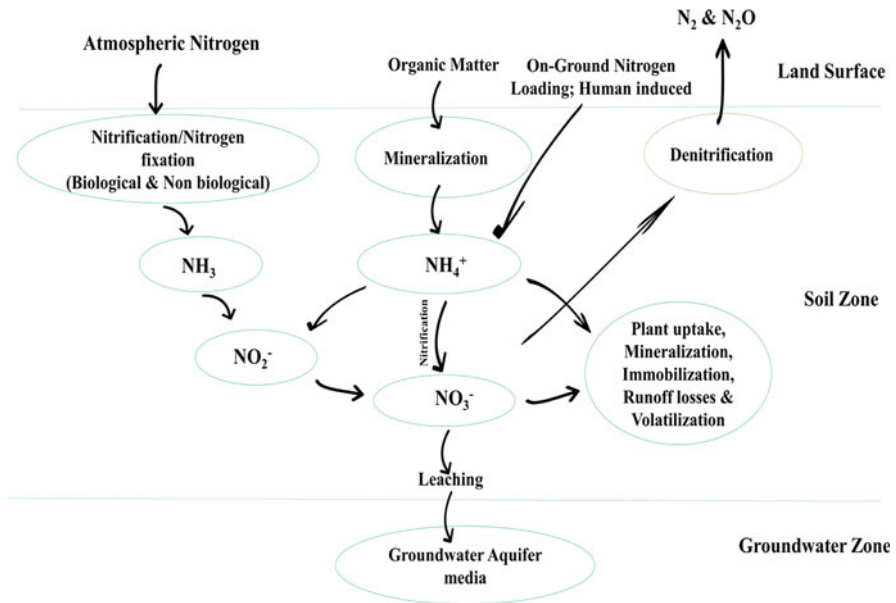 N₂ & N₂O
Atmospheric Nitrogen
Organic Matter
On-Ground Nitrogen
Loading; Human induced
Land Surface
Nitrification/Nitrogen
fixation
(Biological & Non biological)
Mineralization
Denitrification
NH₃
NH₄⁺
Soil Zone
Nitrification
NO₂⁻
NO₃⁻
Plant uptake,
Mineralization,
Immobilization,
Runoff losses &
Volatilization
Leaching
Groundwater Aquifer
media
Groundwater Zone